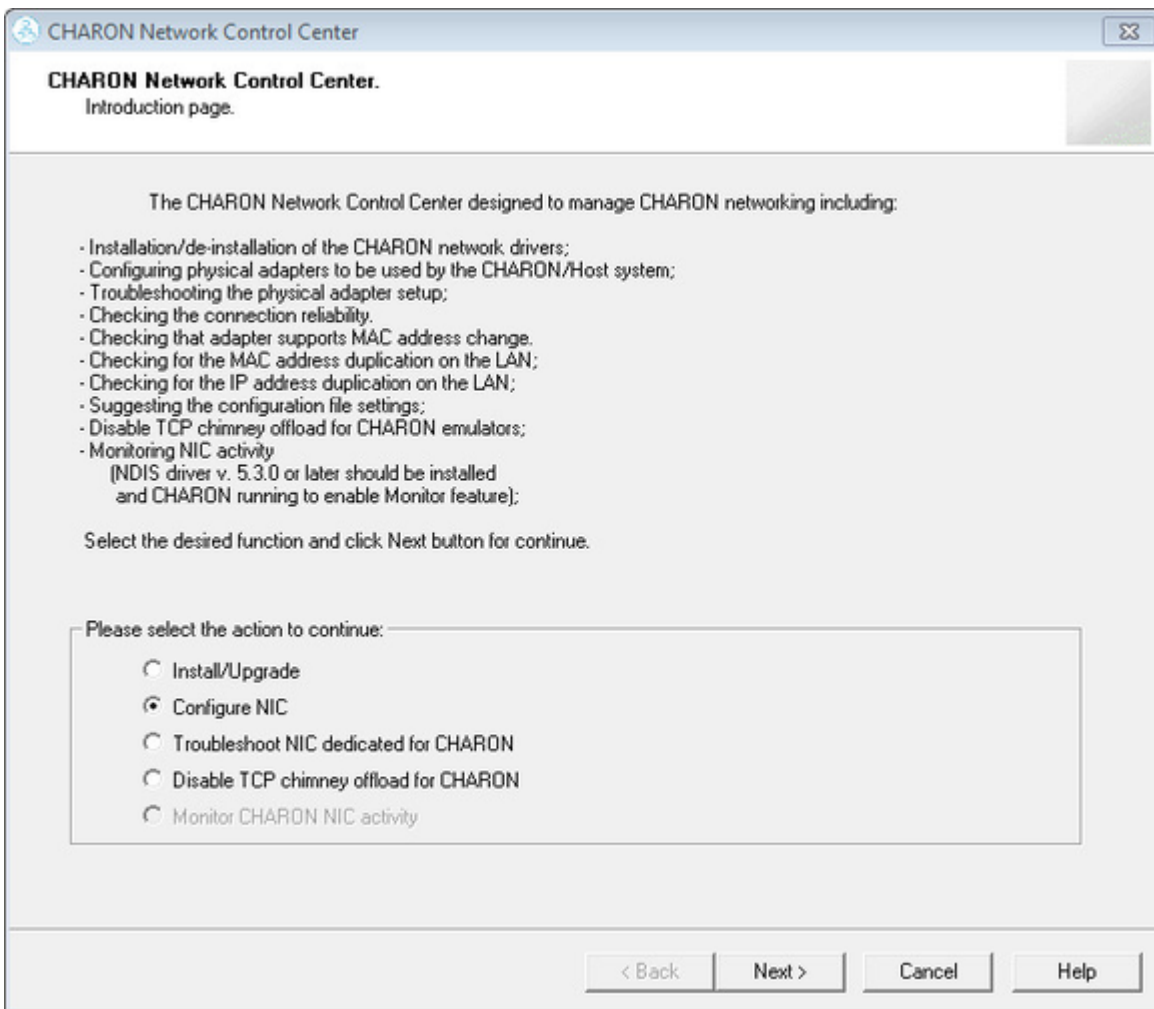 CHARON Network Control Center
CHARON Network Control Center.
Introduction page.
The CHARON Network Control Center designed to manage CHARON networking including:
- Installation/de-installation of the CHARON network drivers;
- Configuring physical adapters to be used by the CHARON/Host system;
- Troubleshooting the physical adapter setup;
- Checking the connection reliability.
- Checking that adapter supports MAC address change.
- Checking for the MAC address duplication on the LAN;
- Checking for the IP address duplication on the LAN;
- Suggesting the configuration file settings;
- Disable TCP chimney offload for CHARON emulators;
- Monitoring NIC activity
(NDIS driver v. 5.3.0 or later should be installed
and CHARON running to enable Monitor feature);
Select the desired function and click Next button for continue.
Please select the action to continue:
Install/Upgrade
Configure NIC
Troubleshoot NIC dedicated for CHARON
Disable TCP chimney offload for CHARON
Monitor CHARON NIC activity
< Back
Next >
Cancel
Help